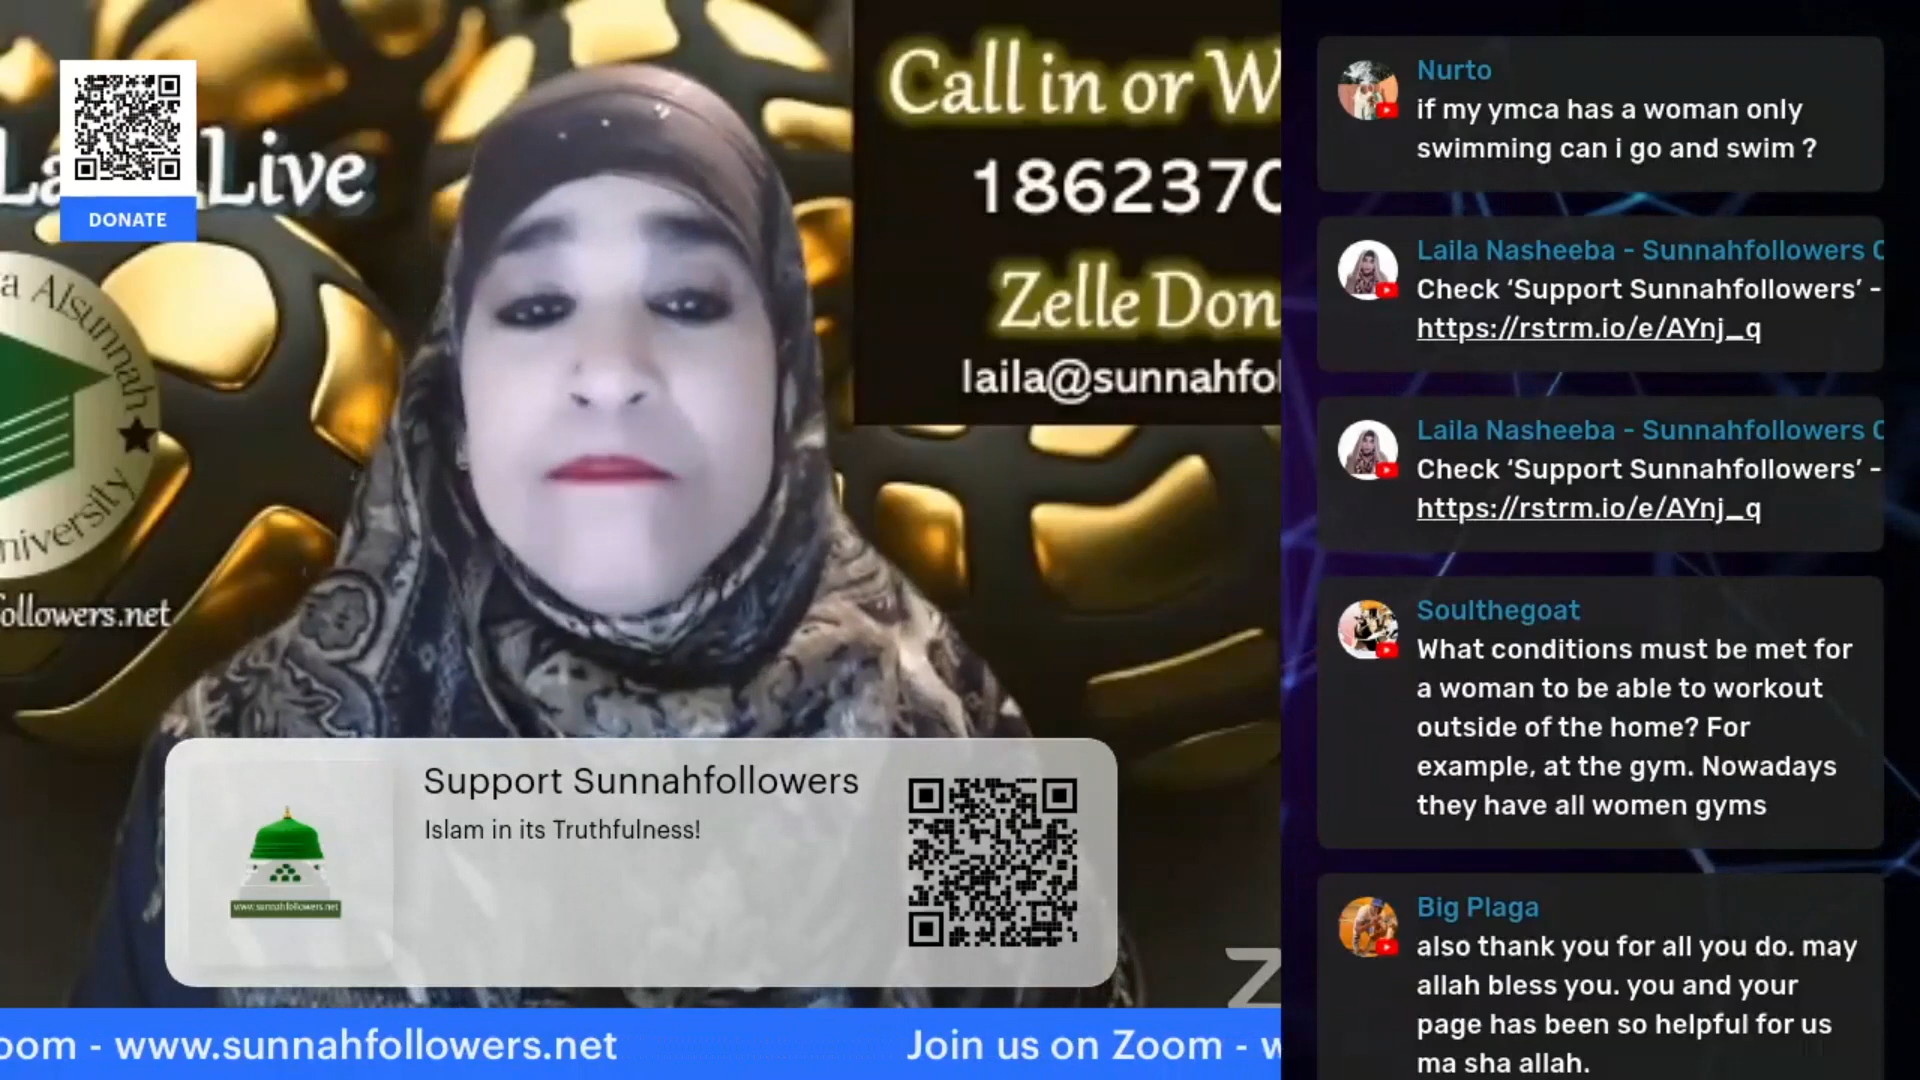 Live
DONATE
a Alsunnah
niversity
ollowers.net
Call in or W
1862370
Zelle Don
laila@sunnahfol
Support Sunnahfollowers
Islam in its Truthfulness!
www.sunnahfollowers.net
oom - www.sunnahfollowers.net
Join us on Zoom - w
Nurto
if my ymca has a woman only
swimming can i go and swim ?
Laila Nasheeba - Sunnahfollowers C
Check ‘Support Sunnahfollowers’ -
https://rstrm.io/e/AYnj_q
Laila Nasheeba - Sunnahfollowers C
Check ‘Support Sunnahfollowers’ -
https://rstrm.io/e/AYnj_q
Soulthegoat
What conditions must be met for
a woman to be able to workout
outside of the home? For
example, at the gym. Nowadays
they have all women gyms
Big Plaga
also thank you for all you do. may
allah bless you. you and your
page has been so helpful for us
ma sha allah.